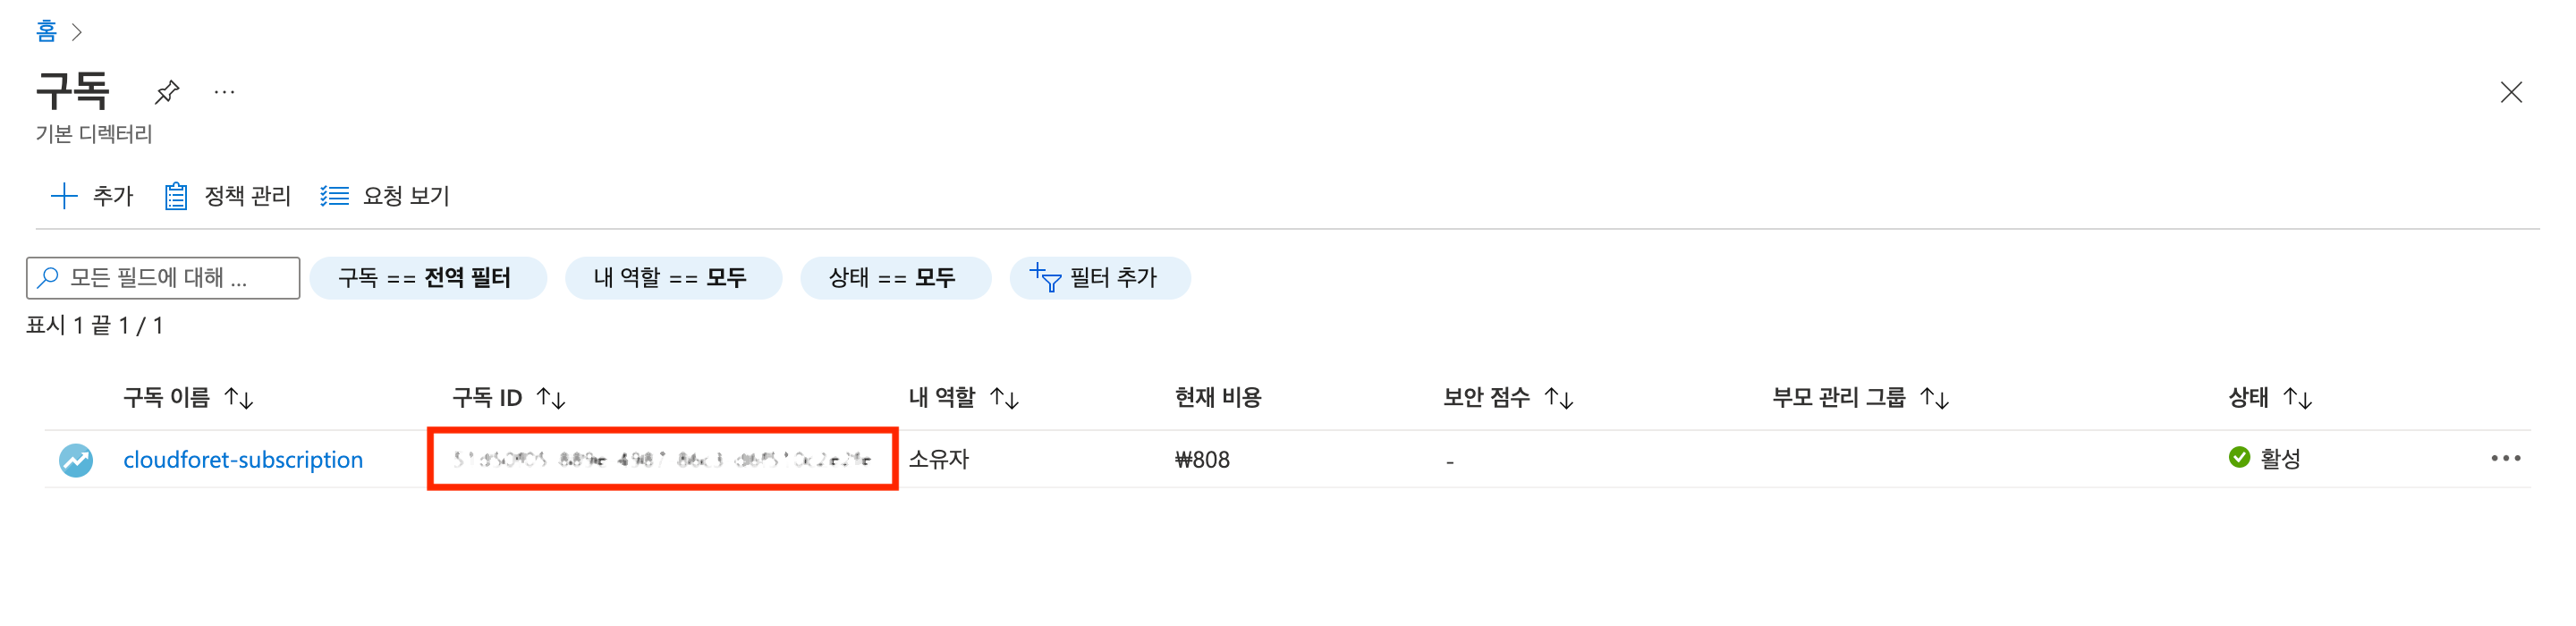 홈 >
구독 ...
기본 디렉터리
추가 정책 관리 요청 보기
모든 필드에 대해 ... 구독 == 전역 필터 내 역할 == 모두 상태 == 모두 필터 추가
표시 1 끝 1 / 1
구독 이름 ↑↓ 구독 ID ↑↓ 내 역할 ↑↓ 현재 비용 보안 점수 ↑↓ 부모 관리 그룹 ↑↓ 상태 ↑↓
cloudforet-subscription 소유자 ₩808 - 활성 ...